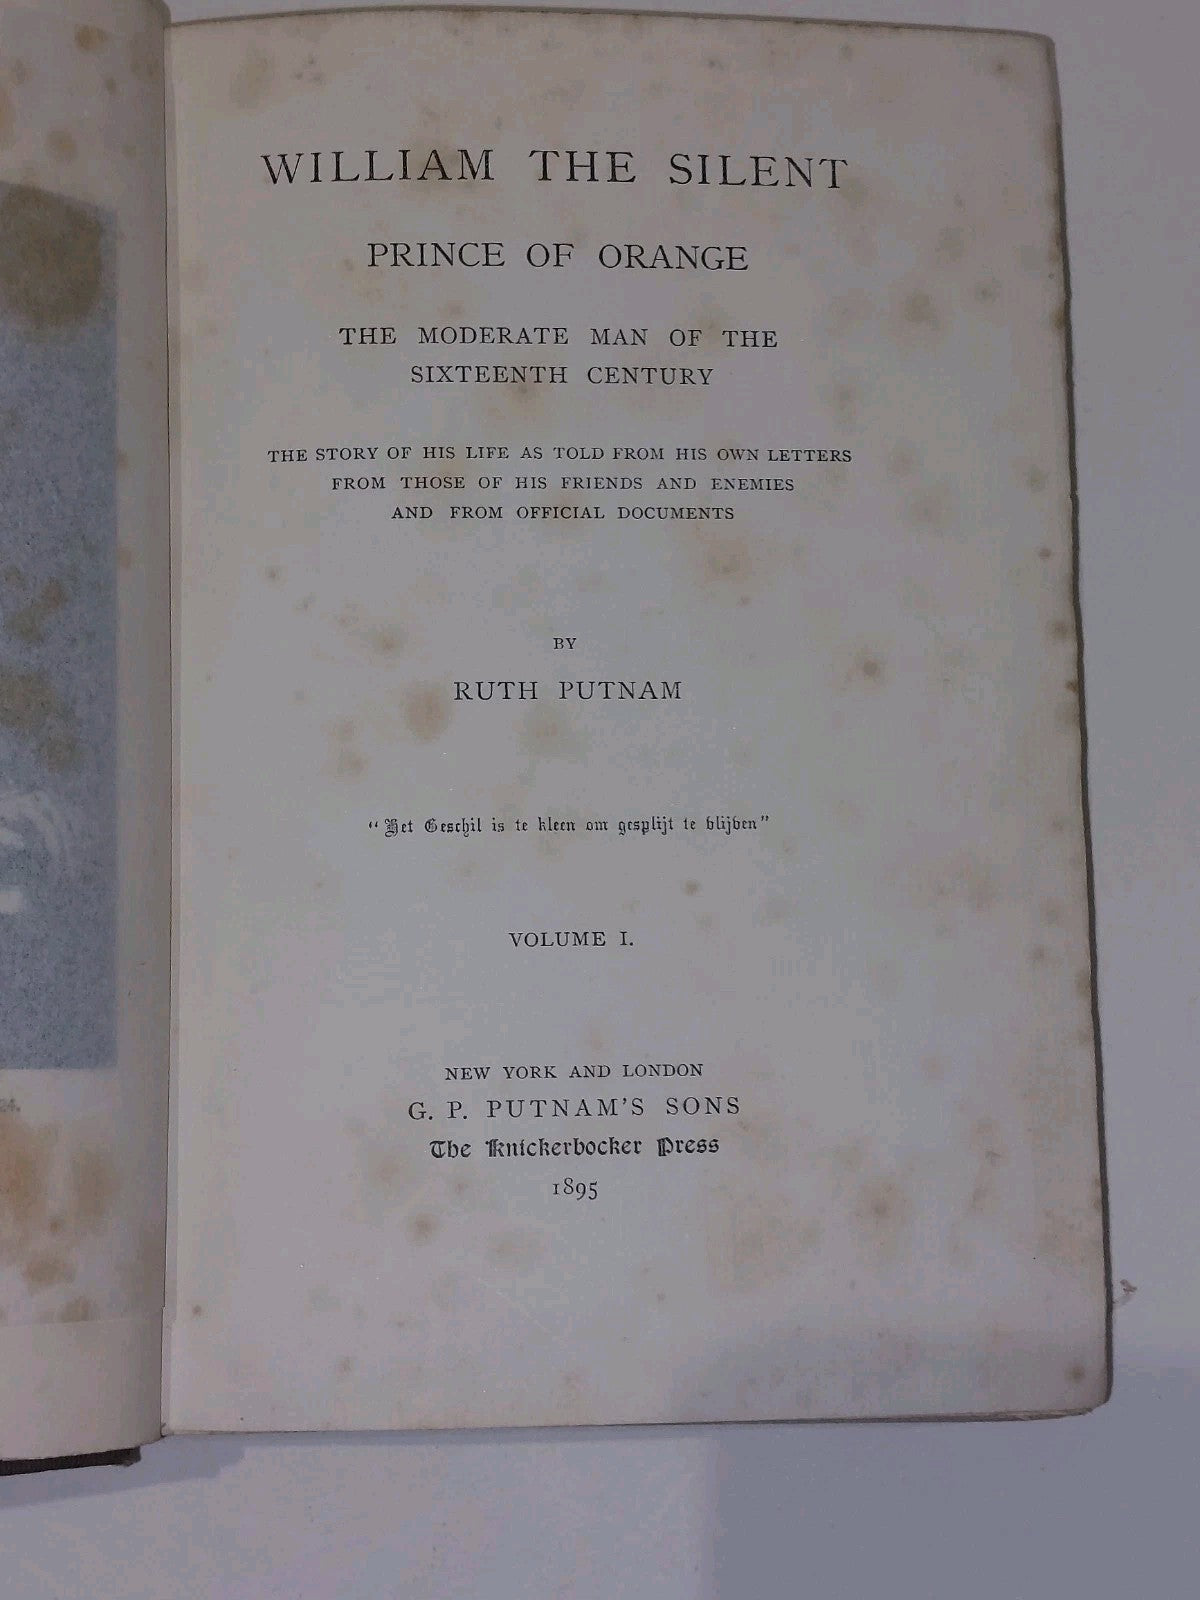 WILLIAM THE SILENT
PRINCE OF ORANGE
THE MODERATE MAN OF THE
SIXTEENTH CENTURY
THE STORY OF HIS LIFE AS TOLD FROM HIS OWN LETTERS
FROM THOSE OF HIS FRIENDS AND ENEMIES
AND FROM OFFICIAL DOCUMENTS
BY
RUTH PUTNAM
"Het Geschil is te kleen om gesplijt te blijven"
VOLUME I.
NEW YORK AND LONDON
G. P. PUTNAM'S SONS
The Knickerbocker Press
1895
24.